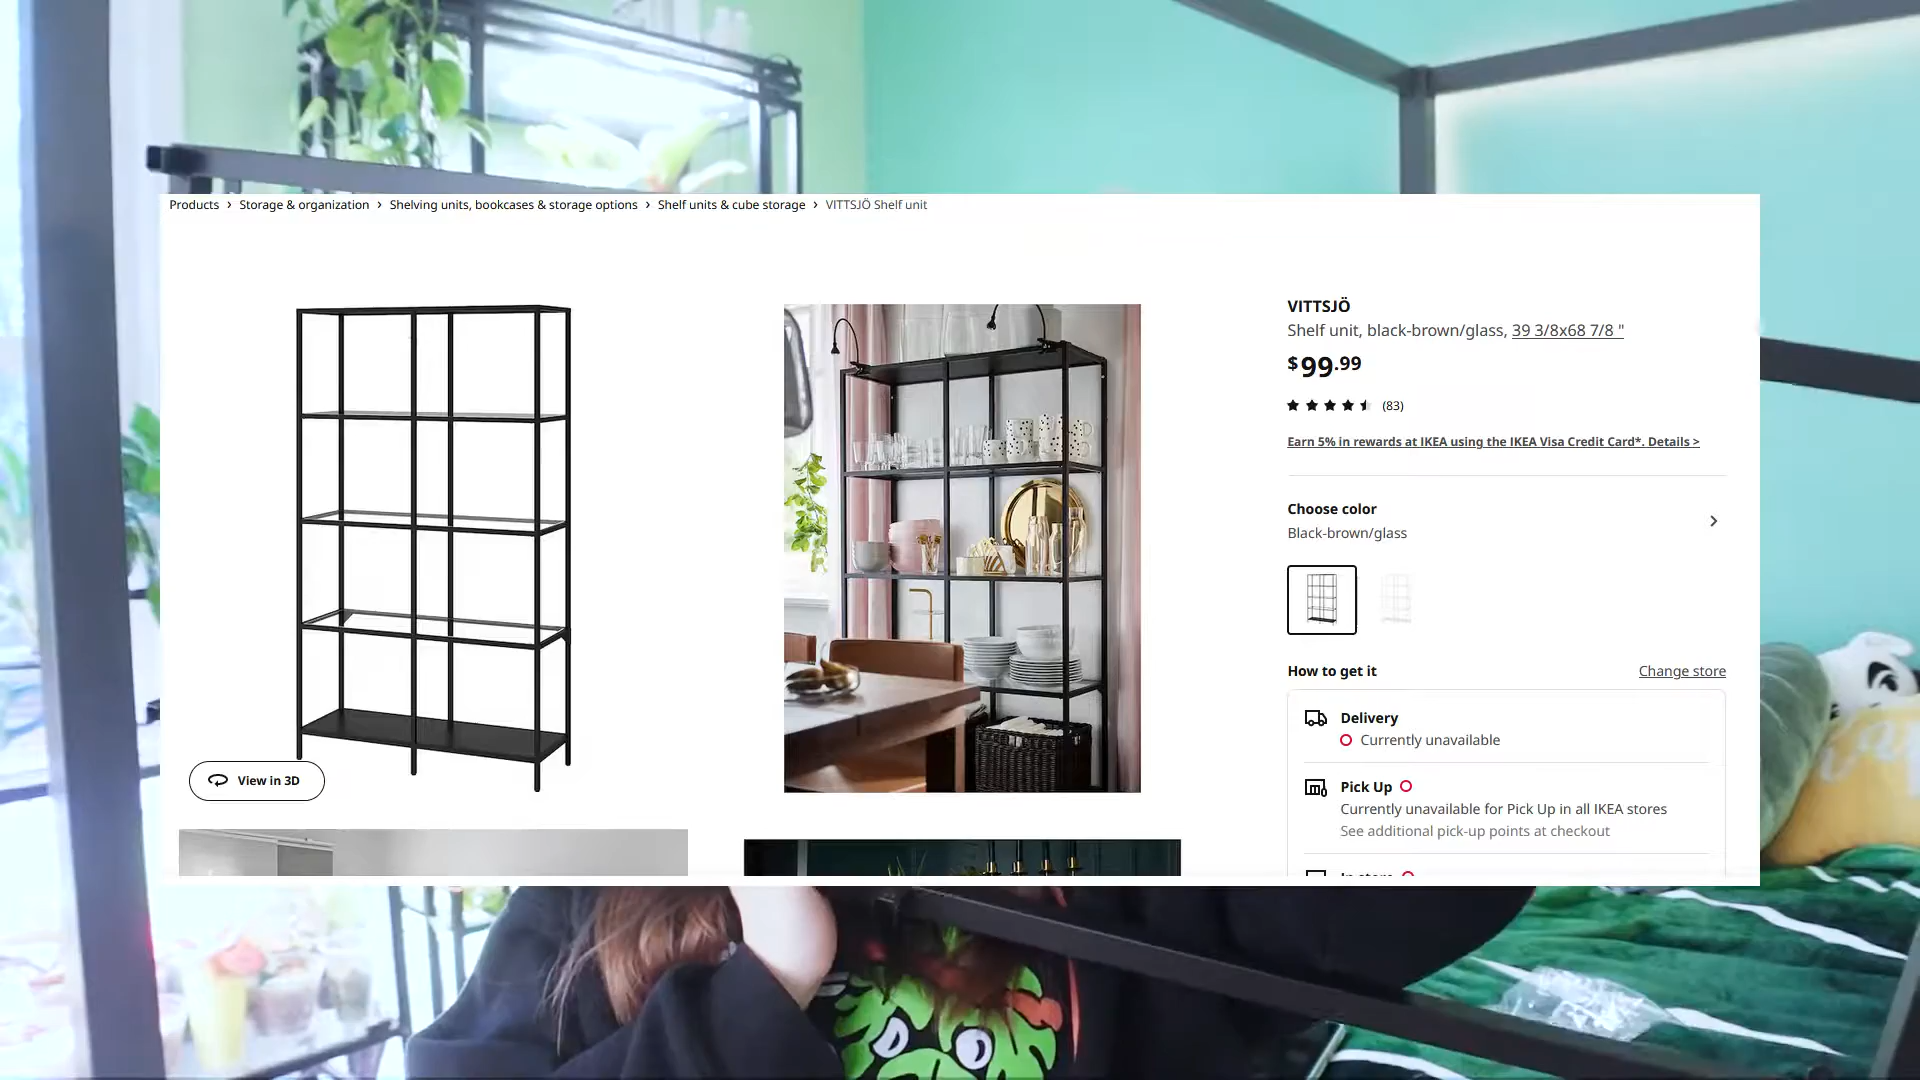 Products › Storage & organization › Shelving units, bookcases & storage options › Shelf units & cube storage › VITTSJÖ Shelf unit
VITTSJÖ
Shelf unit, black-brown/glass, 39 3/8x68 7/8 "
$99.99
(83)
Earn 5% in rewards at IKEA using the IKEA Visa Credit Card*. Details >
Choose color
Black-brown/glass
How to get it
Change store
Delivery
Currently unavailable
Pick Up
Currently unavailable for Pick Up in all IKEA stores
See additional pick-up points at checkout
View in 3D